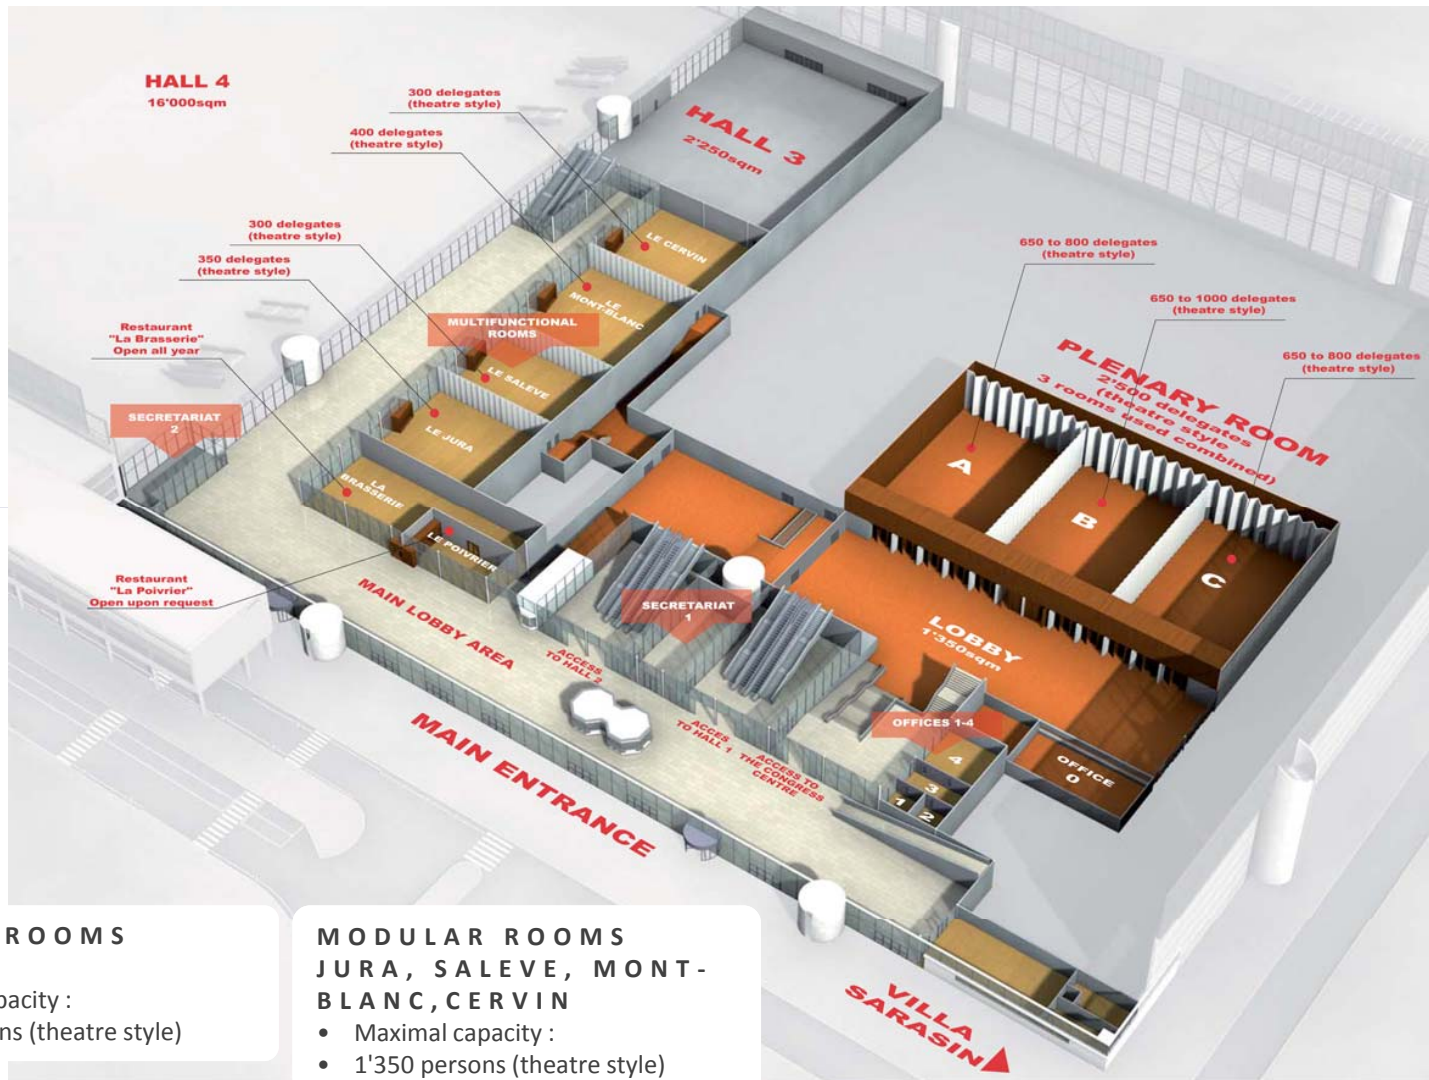 HALL 4
16'000sqm
300 delegates
(theatre style)
400 delegates
(theatre style)
HALL 3
2'250sqm
300 delegates
(theatre style)
350 delegates
(theatre style)
LE CERVIN
LE
MONT-BLANC
MULTIFUNCTIONAL
ROOMS
LE SALEVE
LE JURA
Restaurant
"La Brasserie"
Open all year
SECRETARIAT
2
LA
BRASSERIE
LE POIVRIER
Restaurant
"La Poivrier"
Open upon request
650 to 800 delegates
(theatre style)
650 to 1000 delegates
(theatre style)
650 to 800 delegates
(theatre style)
PLENARY ROOM
2'500 delegates
(theatre style
3 rooms used combined)
A
B
C
SECRETARIAT
1
LOBBY
1'350sqm
MAIN LOBBY AREA
ACCESS
TO HALL 2
ACCES
TO HALL 1
ACCESS TO
THE CONGRESS
CENTRE
OFFICES 1-4
4
3
1
2
OFFICE
0
MAIN ENTRANCE
VILLA
SARASIN
ROOMS
pacity :
ns (theatre style)
MODULAR ROOMS
JURA, SALEVE, MONT-
BLANC,CERVIN
• Maximal capacity :
• 1'350 persons (theatre style)